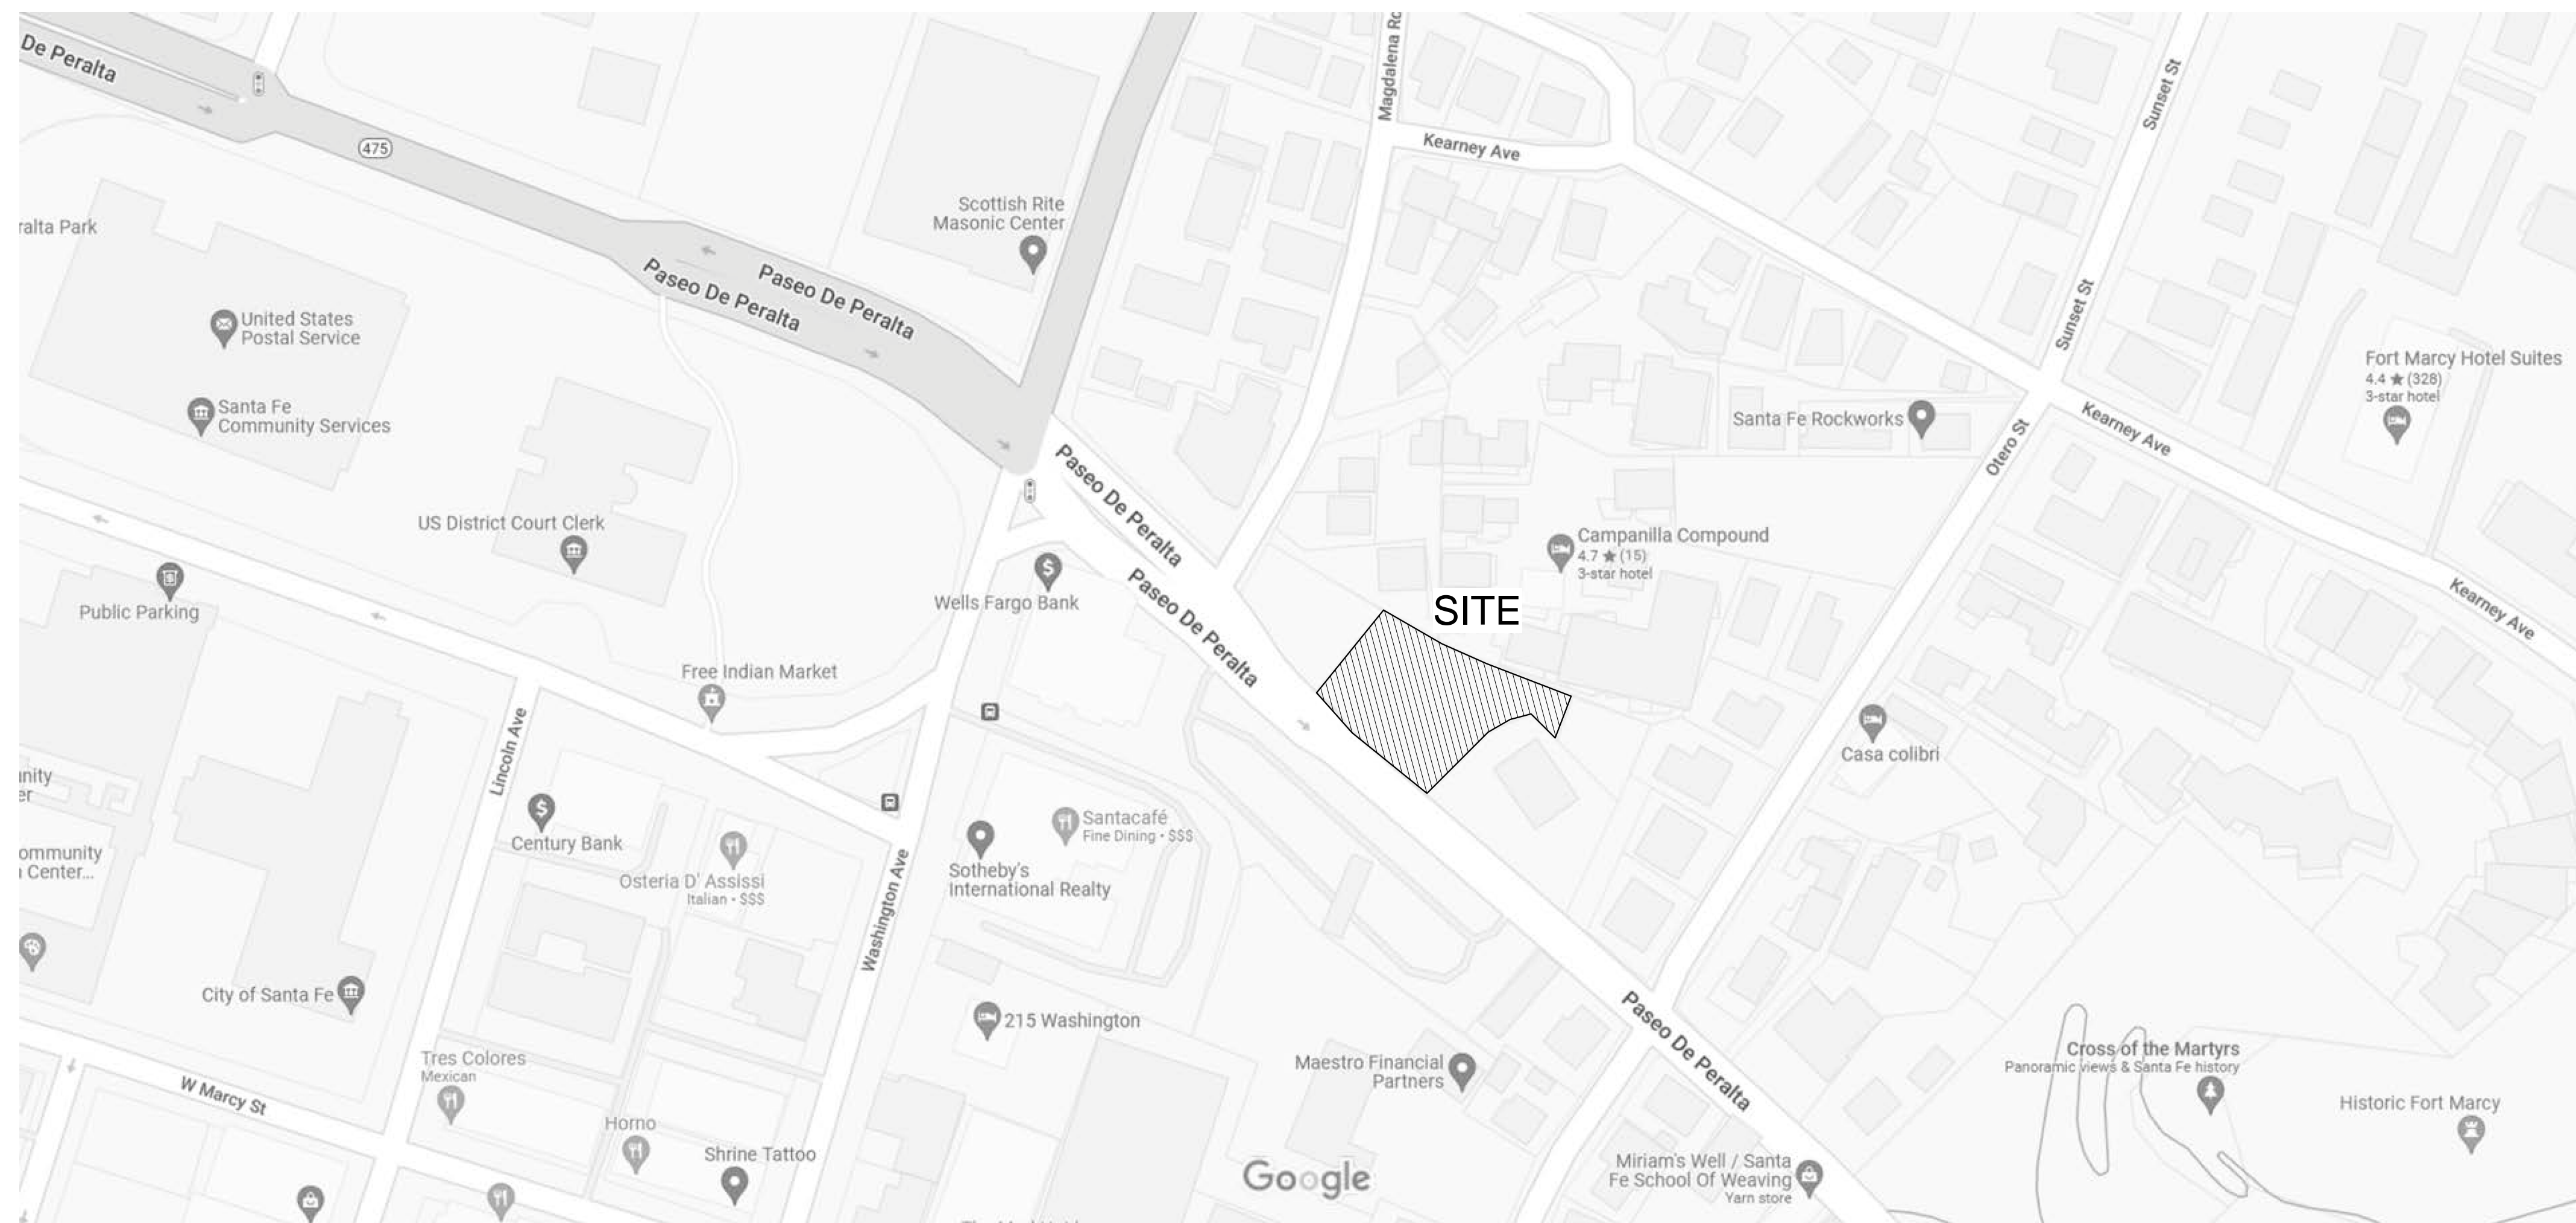 De Peralta
475
Scottish Rite
Masonic Center
Magdalena Rd
Kearney Ave
Sunset St
ralta Park
Paseo De Peralta
Paseo De Peralta
United States
Postal Service
Sunset St
Fort Marcy Hotel Suites
4.4 ★ (328)
3-star hotel
Santa Fe
Community Services
Santa Fe Rockworks
Otero St
Kearney Ave
Paseo De Peralta
US District Court Clerk
Campanilla Compound
4.7 ★ (15)
3-star hotel
Public Parking
Wells Fargo Bank
Paseo De Peralta
SITE
Kearney Ave
Free Indian Market
Lincoln Ave
Casa colibri
nity
er
Century Bank
Santacafé
Fine Dining • $$$
Osteria D' Assissi
Italian • $$$
Sotheby's
International Realty
Washington Ave
ommunity
Center...
City of Santa Fe
215 Washington
Paseo De Peralta
Tres Colores
Mexican
W Marcy St
Maestro Financial
Partners
Cross of the Martyrs
Panoramic views & Santa Fe history
Historic Fort Marcy
Horno
Shrine Tattoo
Google
Miriam's Well / Santa
Fe School Of Weaving
Yarn store